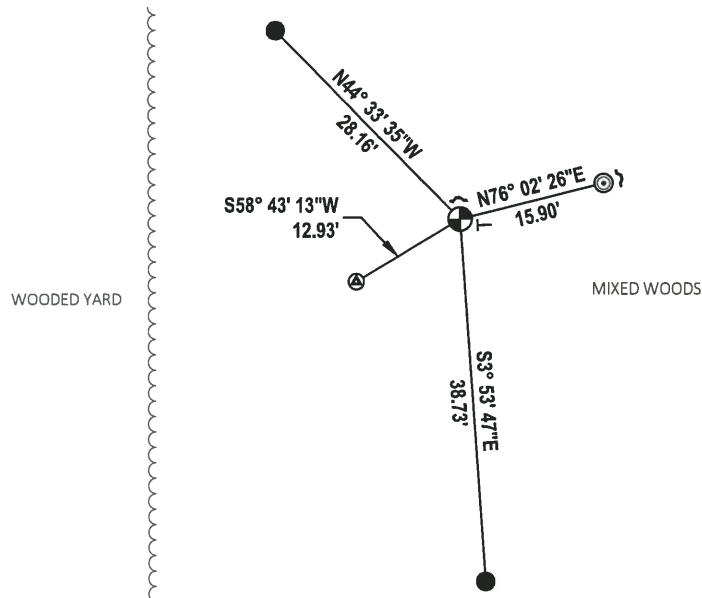 N44° 33' 35"W
28.16'
N76° 02' 26"E
15.90'
S58° 43' 13"W
12.93'
T
WOODED YARD
MIXED WOODS
S3° 53' 47"E
38.73'